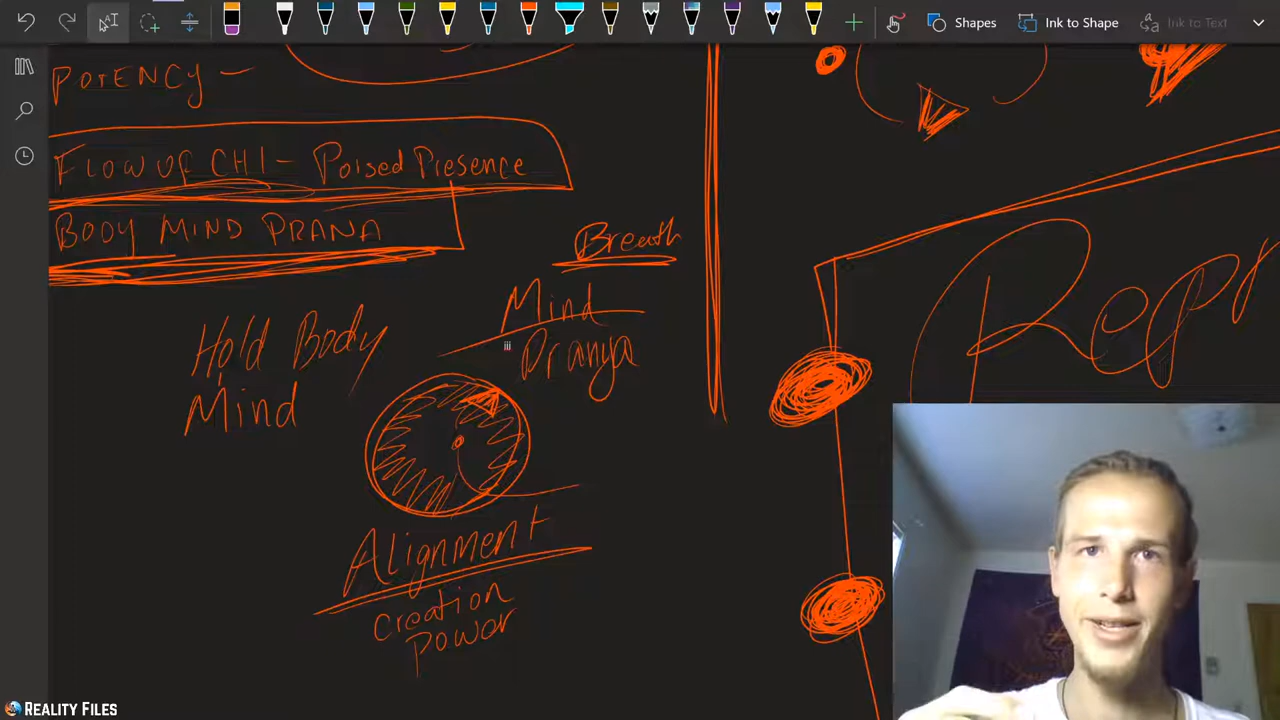 Shapes
Ink to Shape
Ink to Text
POTENCY -
FLOW OF CHI - Poised Presence
BODY MIND PRANA
Breath
Mind
Pranya
Hold Body
Mind
Alignment
Creation
Power
REALITY FILES